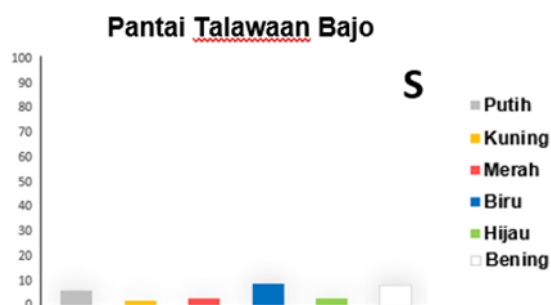 Pantai Talawaan Bajo
S
100
90
80
70
60
50
40
30
20
10
0
Putih
Kuning
Merah
Biru
Hijau
Bening